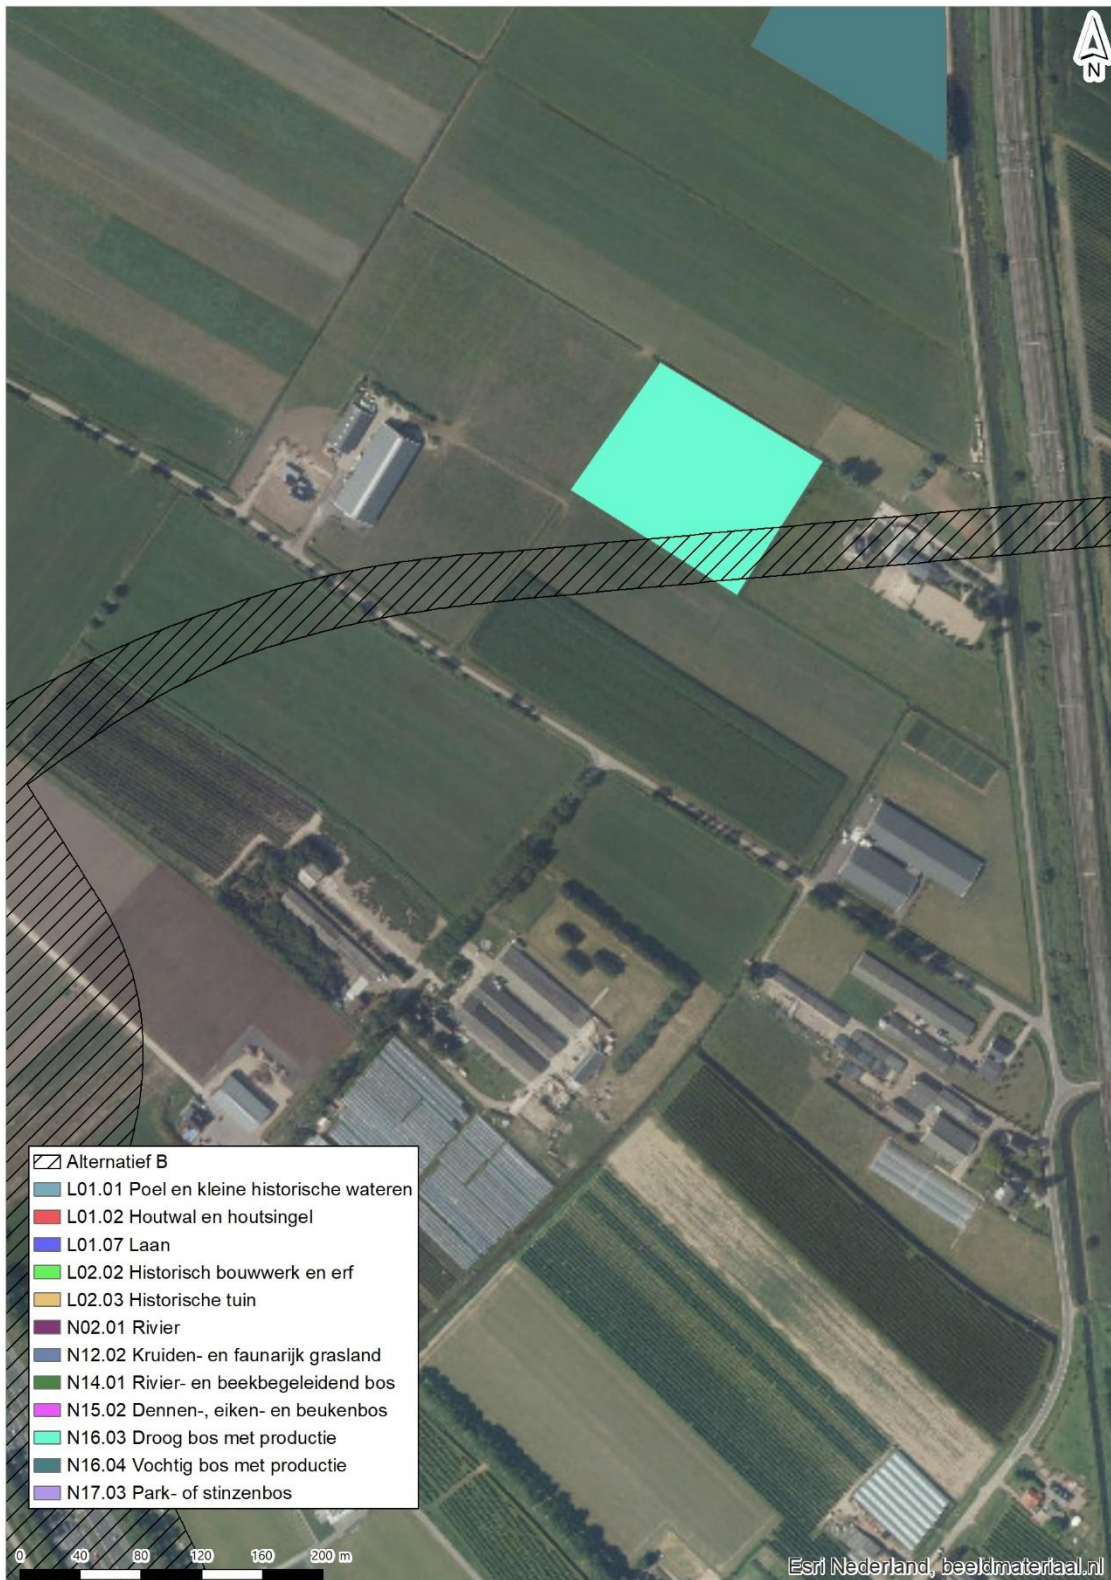 N
Alternatief B
L01.01 Poel en kleine historische wateren
L01.02 Houtwal en houtsingel
L01.07 Laan
L02.02 Historisch bouwwerk en erf
L02.03 Historische tuin
N02.01 Rivier
N12.02 Kruiden- en faunarijk grasland
N14.01 Rivier- en beekbegeleidend bos
N15.02 Dennen-, eiken- en beukenbos
N16.03 Droog bos met productie
N16.04 Vochtig bos met productie
N17.03 Park- of stinzenbos
0 40 80 120 160 200 m
Esri Nederland, beeldmateriaal.nl